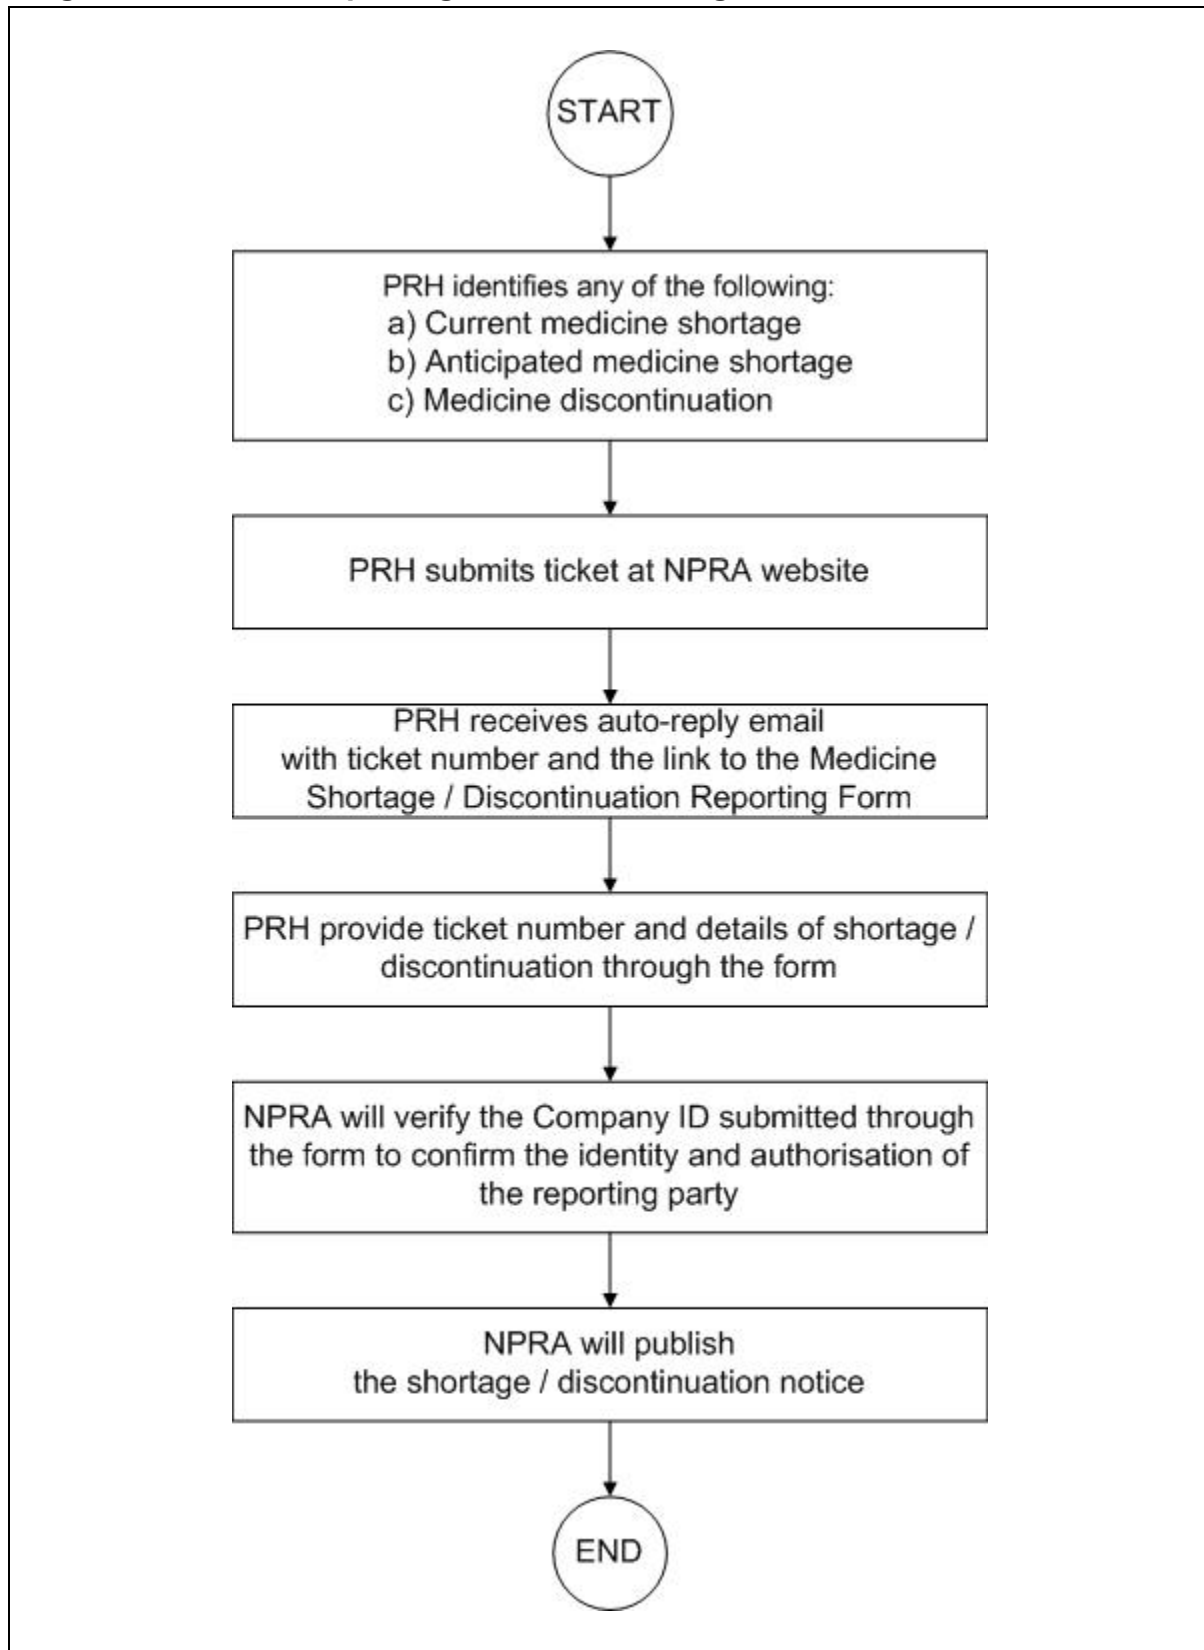 START
PRH identifies any of the following:
a) Current medicine shortage
b) Anticipated medicine shortage
c) Medicine discontinuation
PRH submits ticket at NPRA website
PRH receives auto-reply email
with ticket number and the link to the Medicine
Shortage / Discontinuation Reporting Form
PRH provide ticket number and details of shortage /
discontinuation through the form
NPRA will verify the Company ID submitted through
the form to confirm the identity and authorisation of
the reporting party
NPRA will publish
the shortage / discontinuation notice
END